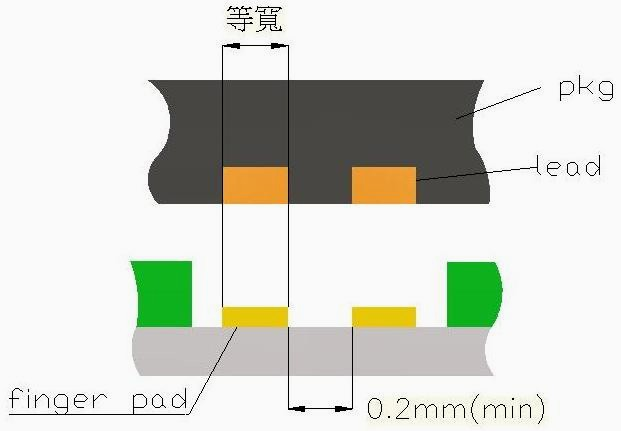 等寬
pkg
lead
finger pad
0.2mm(min)